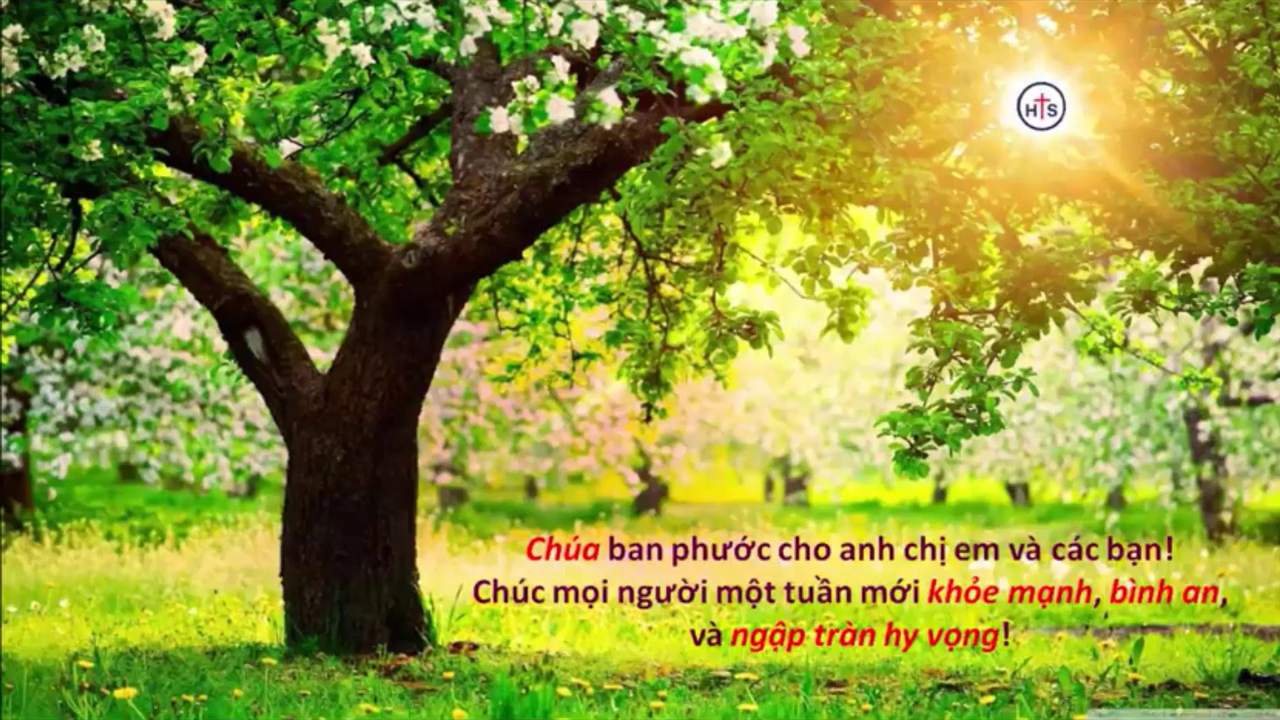 HTS
Chúa ban phước cho anh chị em và các bạn!
Chúc mọi người một tuần mới khỏe mạnh, bình an,
và ngập tràn hy vọng!